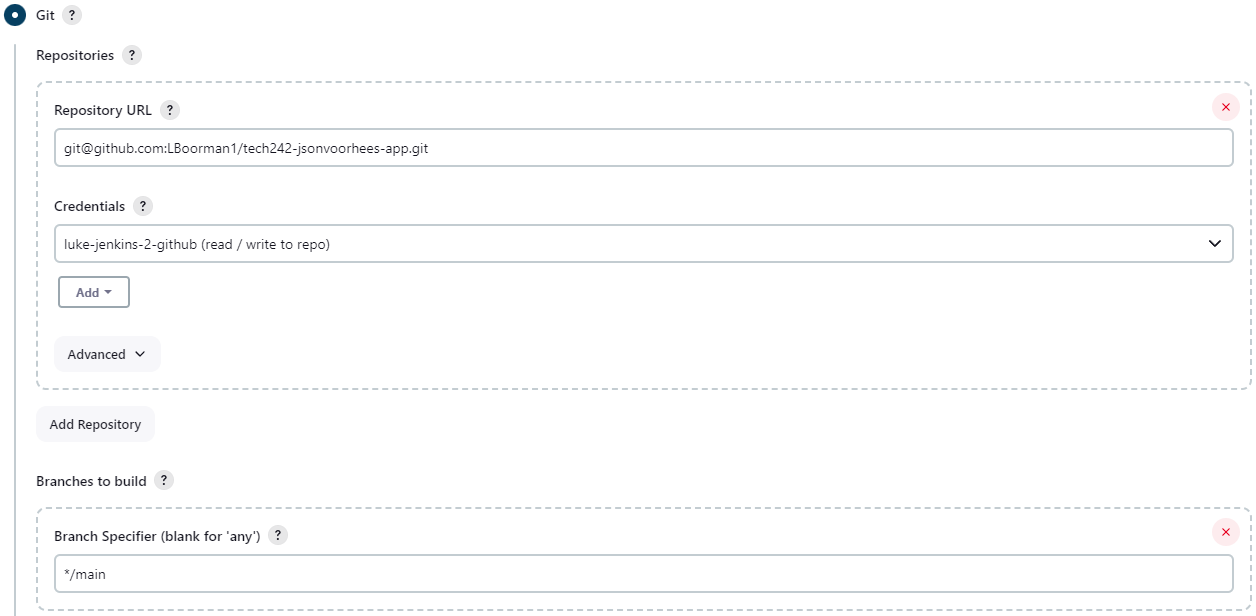 Git ?
Repositories ?
Repository URL ?
git@github.com:LBoorman1/tech242-jsonvoorhees-app.git
Credentials ?
luke-jenkins-2-github (read / write to repo)
Add
Advanced
Add Repository
Branches to build ?
Branch Specifier (blank for 'any') ?
*/main